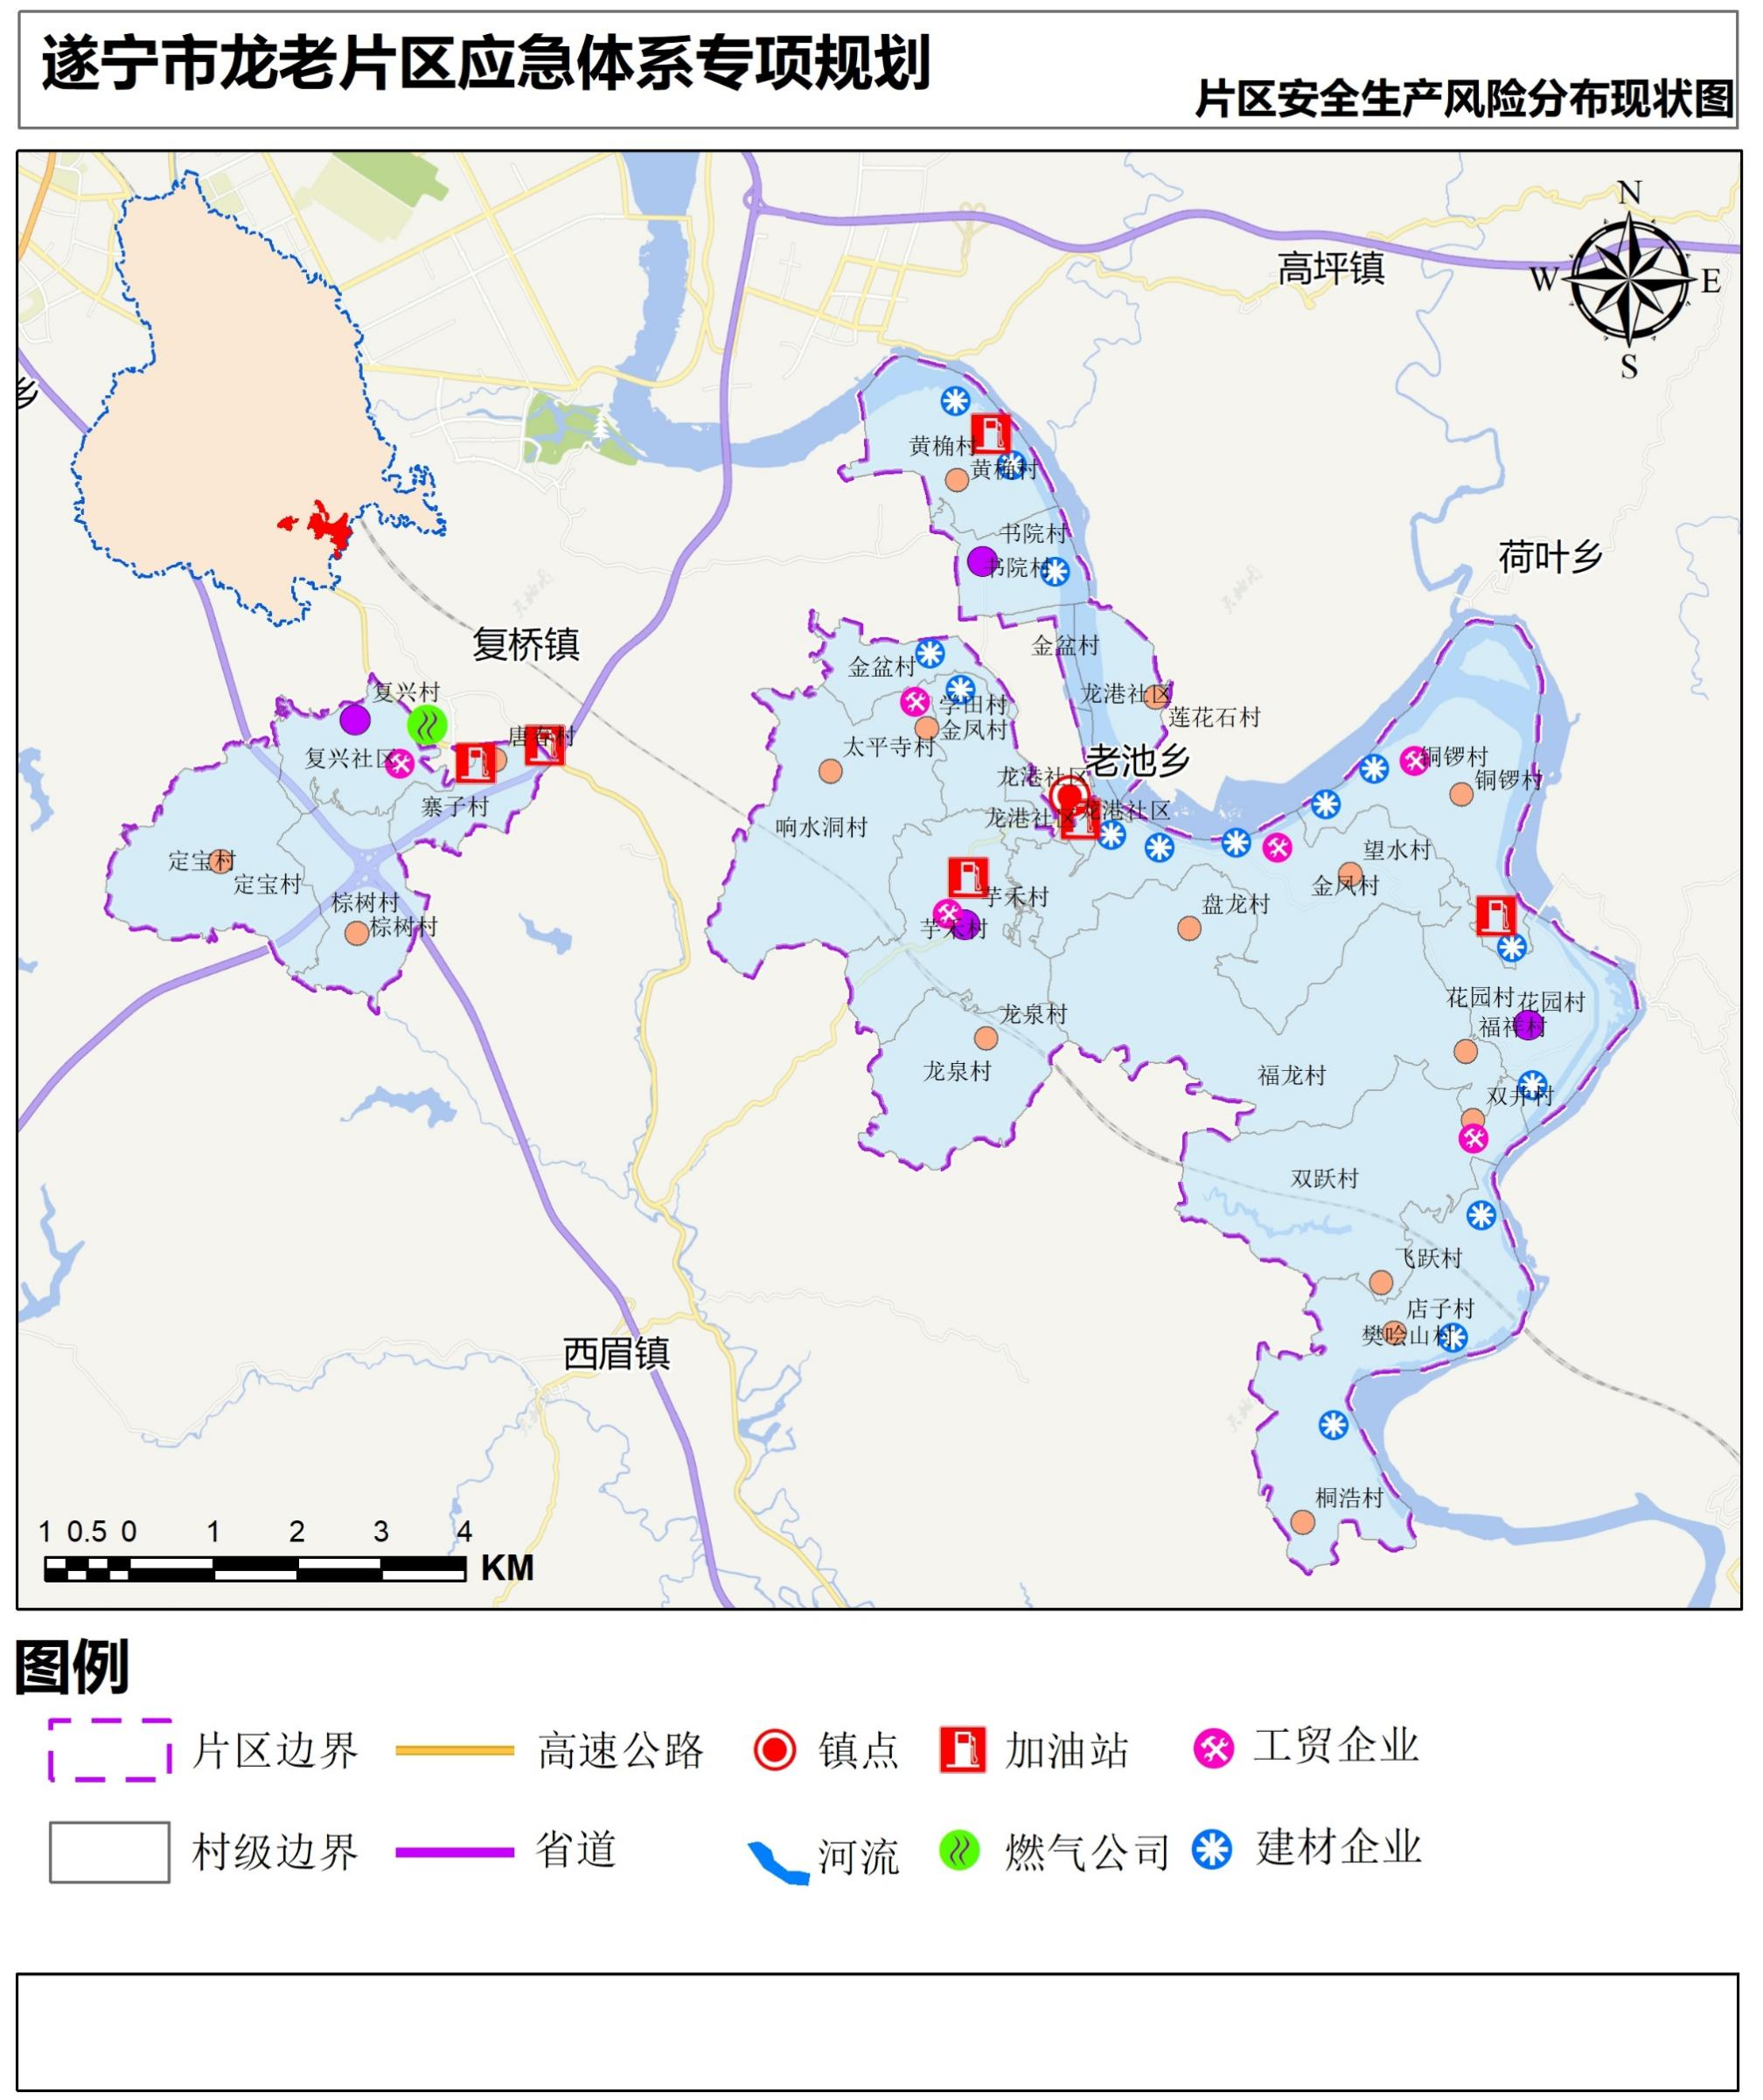 遂宁市龙老片区应急体系专项规划
片区安全生产风险分布现状图
N
W
E
S
高坪镇
乡
黄桷村
黄桷村
书院村
书院村
荷叶乡
复桥镇
金盆村
金盆村
复兴村
龙港社区
学田村
莲花石村
金凤村
唐春村
太平寺村
复兴社区
老池乡
铜锣村
龙港社区
铜锣村
寨子村
龙港社区
龙港社区
响水洞村
望水村
定宝村
定宝村
金凤村
芋禾村
棕树村
盘龙村
棕树村
芋禾村
花园村
花园村
龙泉村
福祥村
龙泉村
福龙村
双井村
双跃村
飞跃村
店子村
樊哙山村
西眉镇
桐浩村
1 0.5 0 1 2 3 4
KM
图例
片区边界
高速公路
镇点
加油站
工贸企业
村级边界
省道
河流
燃气公司
建材企业